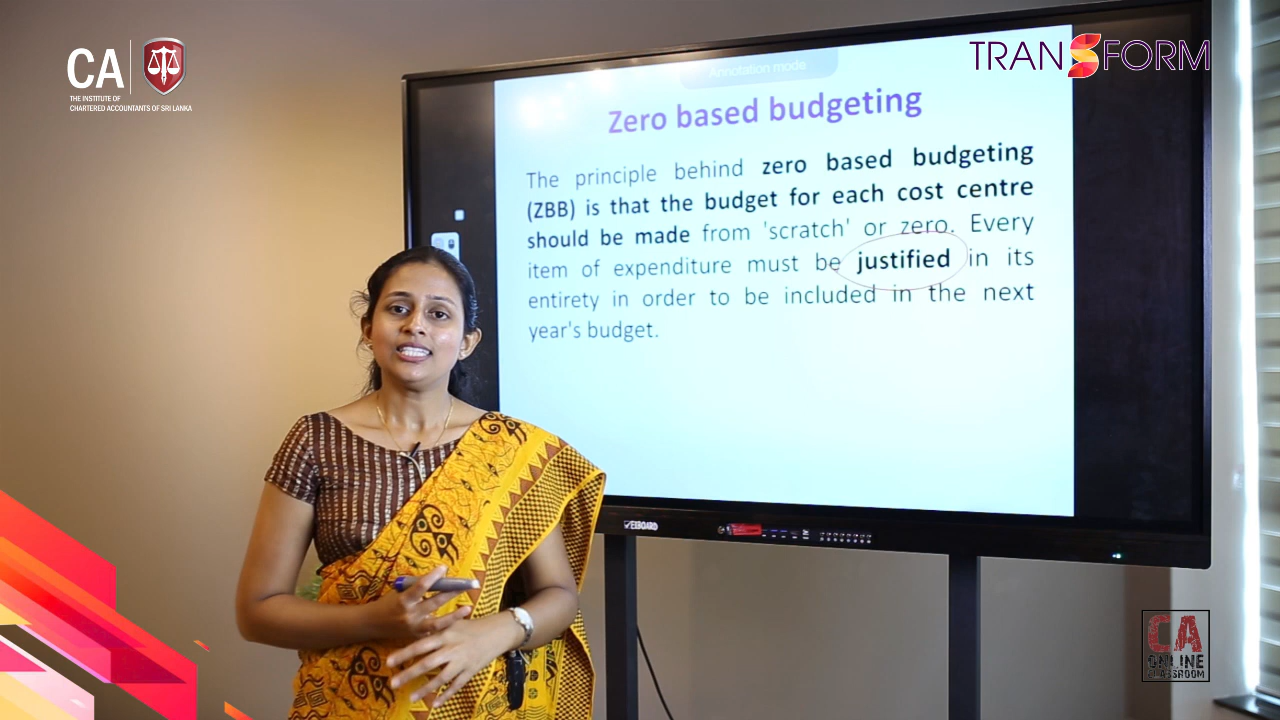 CA
THE INSTITUTE OF
CHARTERED ACCOUNTANTS OF SRI LANKA
TRANSFORM
Annotation mode
Zero based budgeting
The principle behind zero based budgeting
(ZBB) is that the budget for each cost centre
should be made from 'scratch' or zero. Every
item of expenditure must be justified in its
entirety in order to be included in the next
year's budget.
EXBOARD
CA
ONLINE
CLASSROOM